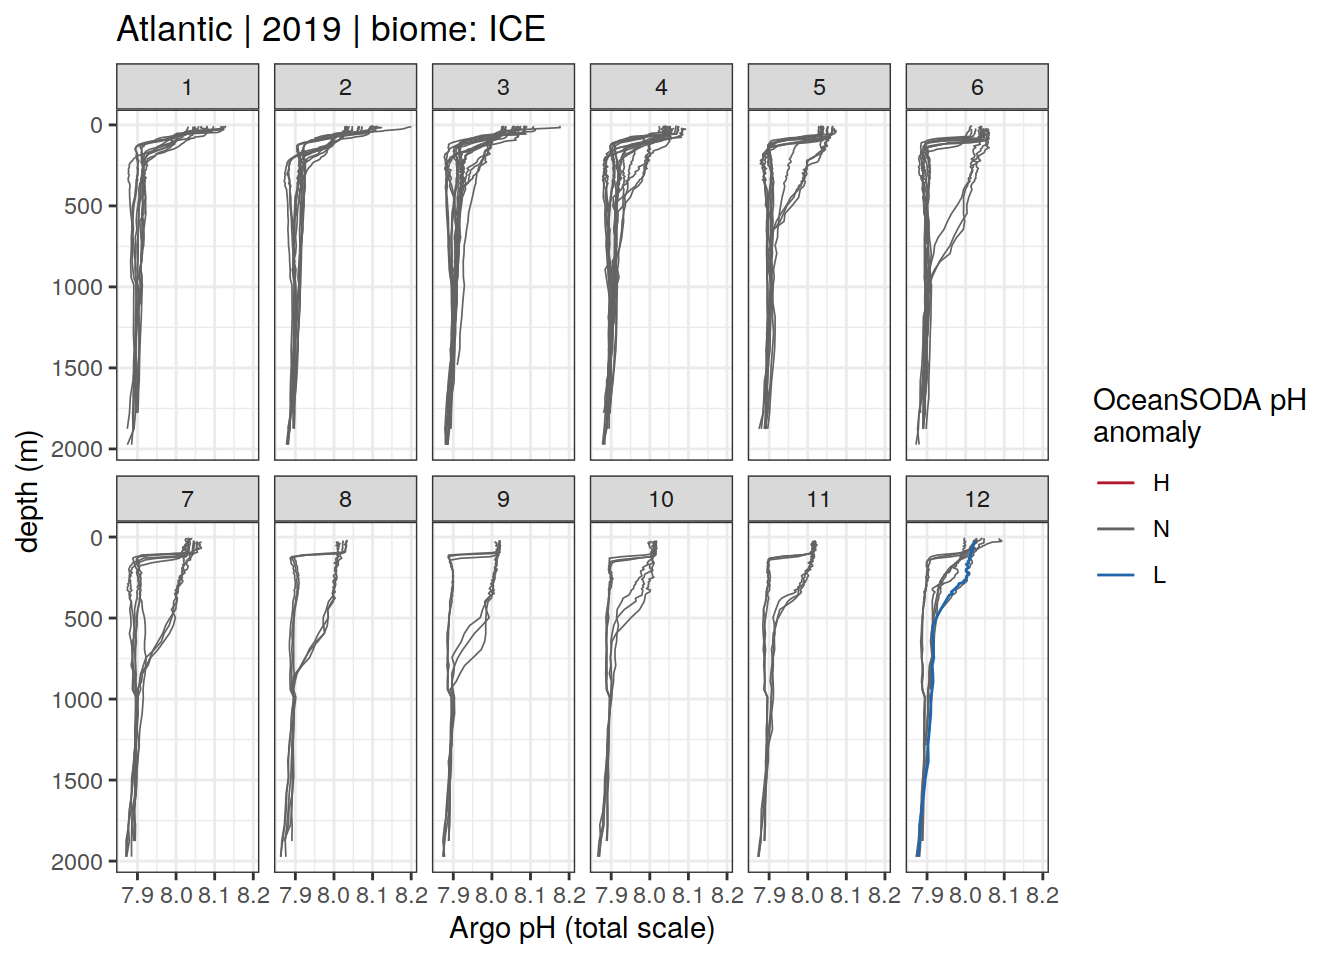 Atlantic | 2019 | biome: ICE
1 2 3 4 5 6
0
500
1000
1500
2000
7 8 9 10 11 12
0
500
1000
1500
2000
7.9 8.0 8.1 8.2 7.9 8.0 8.1 8.2 7.9 8.0 8.1 8.2 7.9 8.0 8.1 8.2 7.9 8.0 8.1 8.2 7.9 8.0 8.1 8.2
Argo pH (total scale)
depth (m)
OceanSODA pH
anomaly
H
N
L